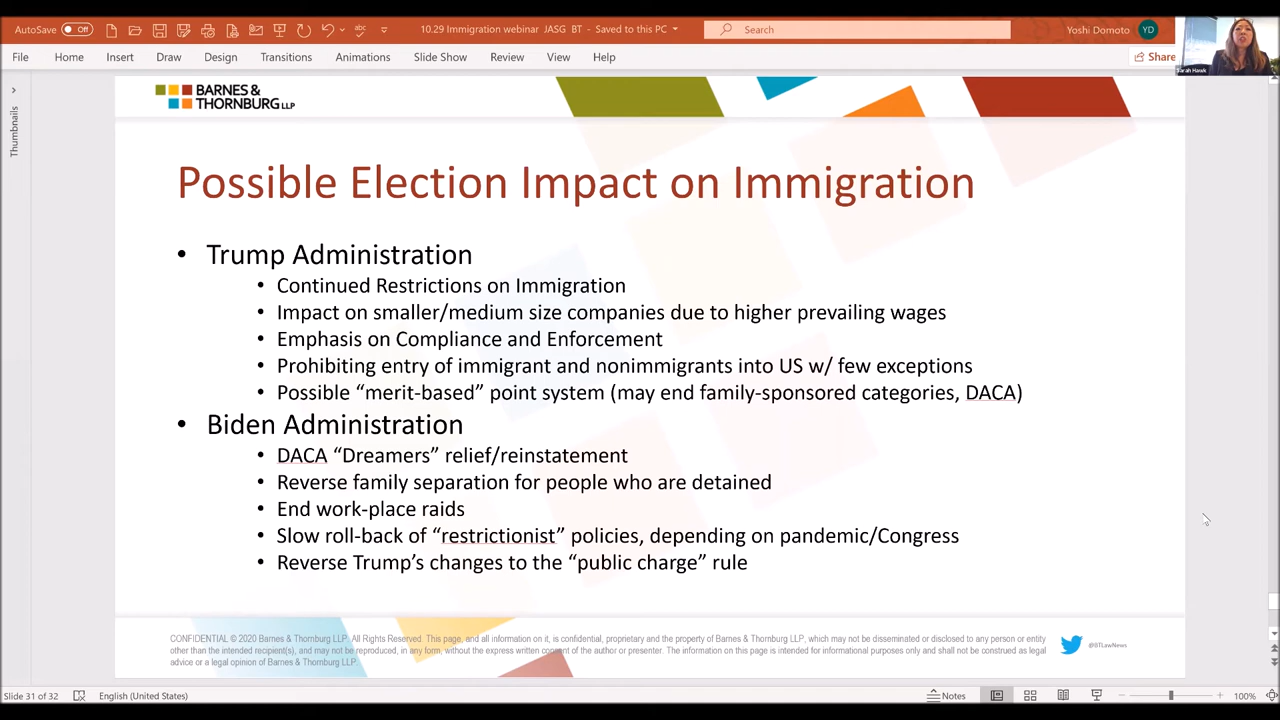 AutoSave Off 10.29 Immigration webinar JASG BT - Saved to this PC Search Yoshi Domoto YD
File Home Insert Draw Design Transitions Animations Slide Show Review View Help Share
Sarah Hawk
Thumbnails
BARNES &
THORNBURG LLP
Possible Election Impact on Immigration
• Trump Administration
• Continued Restrictions on Immigration
• Impact on smaller/medium size companies due to higher prevailing wages
• Emphasis on Compliance and Enforcement
• Prohibiting entry of immigrant and nonimmigrants into US w/ few exceptions
• Possible “merit-based” point system (may end family-sponsored categories, DACA)
• Biden Administration
• DACA “Dreamers” relief/reinstatement
• Reverse family separation for people who are detained
• End work-place raids
• Slow roll-back of “restrictionist” policies, depending on pandemic/Congress
• Reverse Trump’s changes to the “public charge” rule
CONFIDENTIAL © 2020 Barnes & Thornburg LLP. All Rights Reserved. This page, and all information on it, is confidential, proprietary and the property of Barnes & Thornburg LLP, which may not be disseminated or disclosed to any person or entity
other than the intended recipient(s), and may not be reproduced, in any form, without the express written consent of the author or presenter. The information on this page is intended for informational purposes only and shall not be construed as legal
advice or a legal opinion of Barnes & Thornburg LLP.
@BTLawNews
Slide 31 of 32 English (United States) Notes 100%